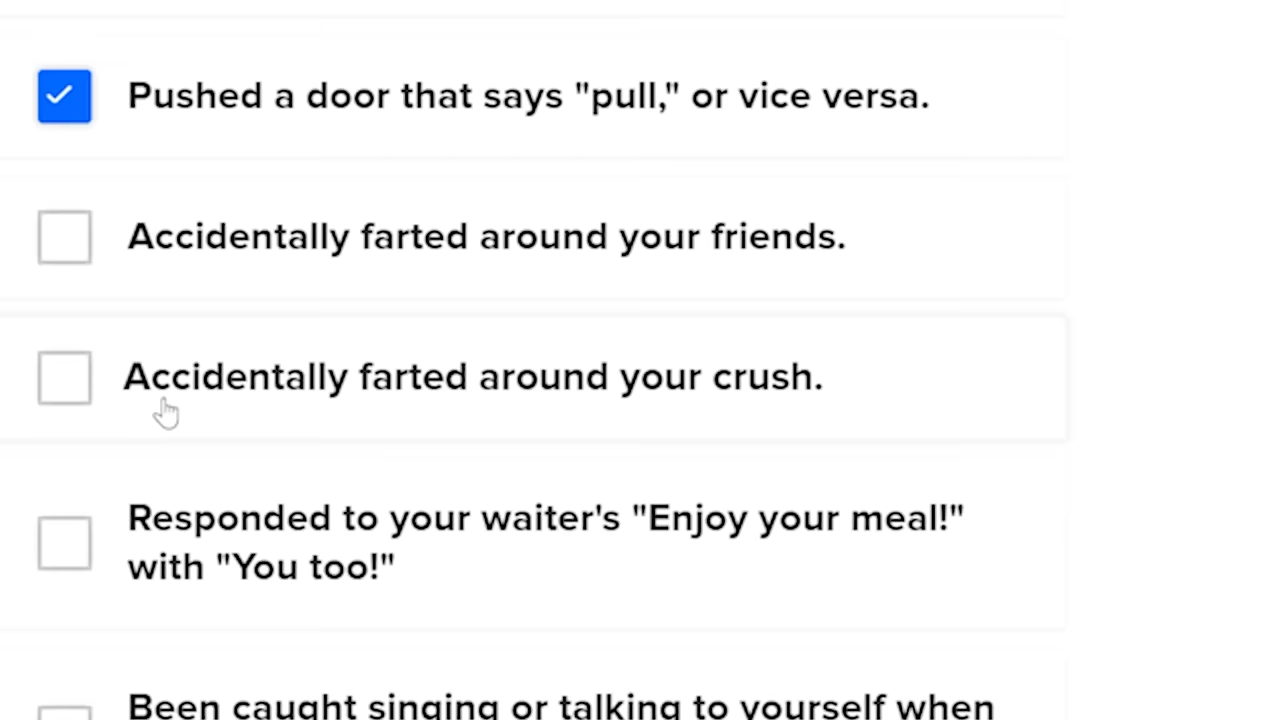 Pushed a door that says "pull," or vice versa.
Accidentally farted around your friends.
Accidentally farted around your crush.
Responded to your waiter's "Enjoy your meal!"
with "You too!"
Been caught singing or talking to yourself when